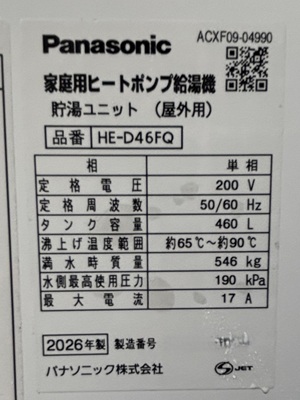 ACXF09-04990
Panasonic
家庭用ヒートポンプ給湯機
貯湯ユニット （屋外用）
品番 HE-D46FQ
相 単相
定格電圧 200 V
定格周波数 50/60 Hz
タンク容量 460 L
沸上げ温度範囲 約65℃～約90℃
満水時質量 546 kg
水側最高使用圧力 190 kPa
最大電流 17 A
2026年製 製造番号
パナソニック株式会社 JET